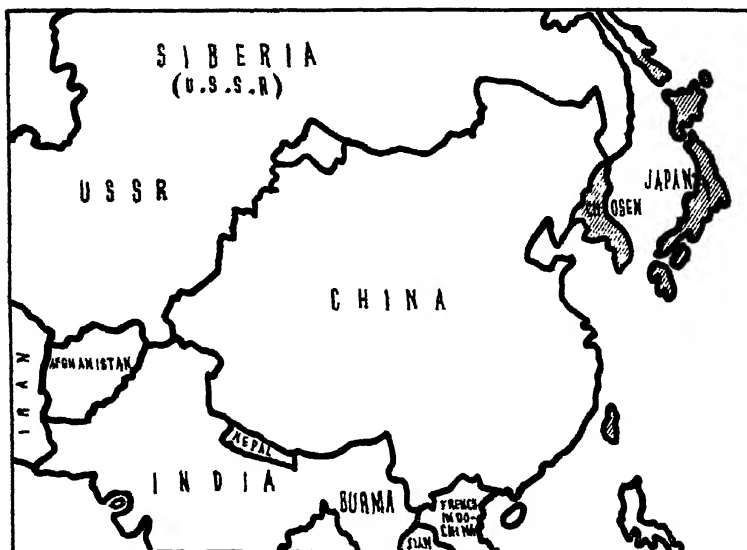 SIBERIA
(U.S.S.R)
USSR
JAPAN
CHOSEN
CHINA
AFGHANISTAN
IRAN
NEPAL
INDIA
BURMA
FRENCH
INDO-
CHINA
SIAM